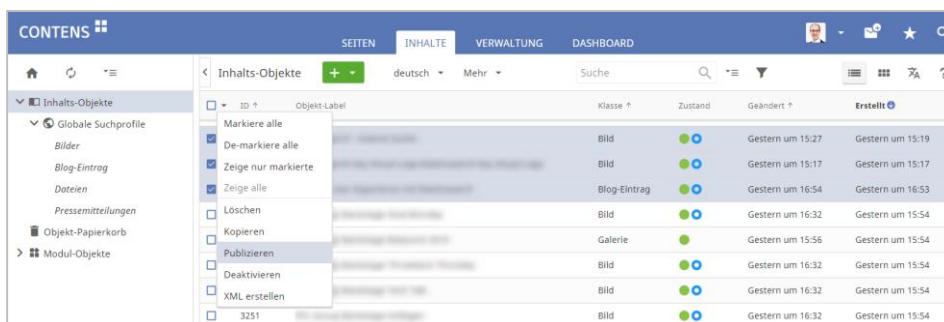 CONTENS
SEITEN INHALTE VERWALTUNG DASHBOARD
Inhalts-Objekte + deutsch Mehr Suche
Inhalts-Objekte
Globale Suchprofile
Bilder
Blog-Eintrag
Dateien
Pressemitteilungen
Objekt-Papierkorb
Modul-Objekte
ID ↑ Objekt-Label Klasse ↑ Zustand Geändert ↑ Erstellt
Markiere alle
De-markiere alle
Zeige nur markierte
Zeige alle
Löschen
Kopieren
Publizieren
Deaktivieren
XML erstellen
Bild Gestern um 15:27 Gestern um 15:19
Bild Gestern um 15:17 Gestern um 15:17
Blog-Eintrag Gestern um 16:54 Gestern um 16:53
Bild Gestern um 16:32 Gestern um 15:54
Galerie Gestern um 15:56 Gestern um 15:54
Bild Gestern um 16:32 Gestern um 15:54
Bild Gestern um 16:32 Gestern um 15:54
3251 Bild Gestern um 16:32 Gestern um 15:54